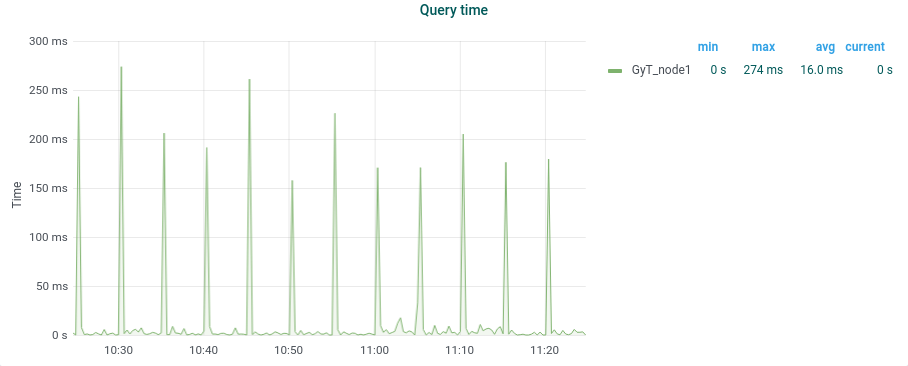 Query time
300 ms
250 ms
200 ms
150 ms
100 ms
50 ms
0 s
Time
10:30 10:40 10:50 11:00 11:10 11:20
min max avg current
GyT_node1 0 s 274 ms 16.0 ms 0 s